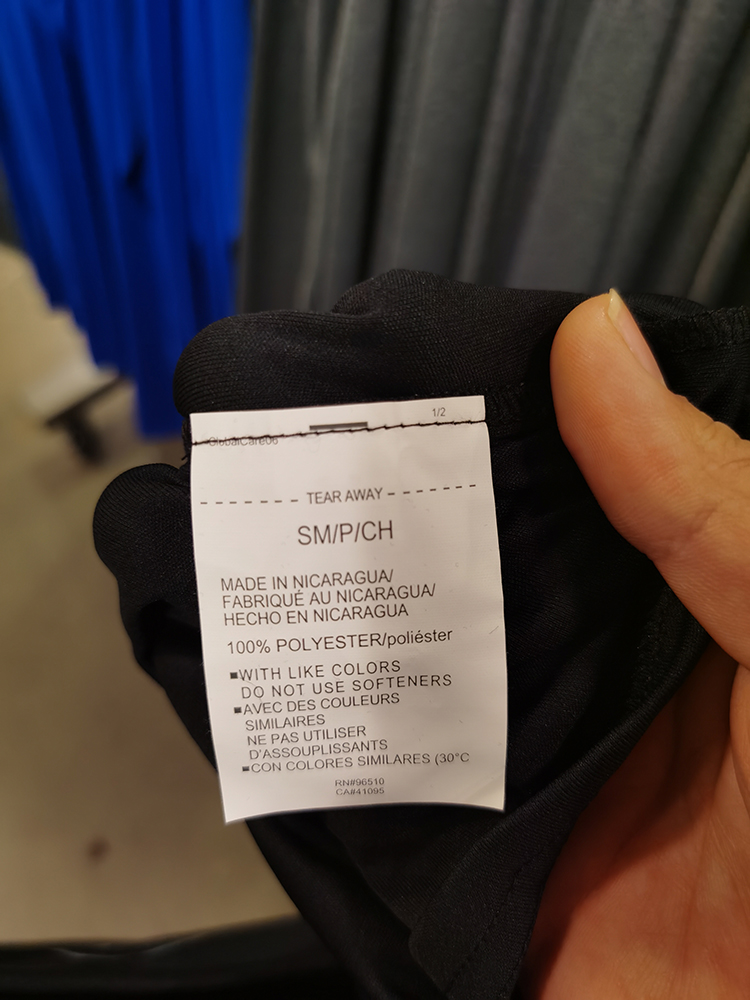 1/2
GlobalCare06
TEAR AWAY
SM/P/CH
MADE IN NICARAGUA/
FABRIQUÉ AU NICARAGUA/
HECHO EN NICARAGUA
100% POLYESTER/poliéster
WITH LIKE COLORS
DO NOT USE SOFTENERS
AVEC DES COULEURS
SIMILAIRES
NE PAS UTILISER
D'ASSOUPLISSANTS
CON COLORES SIMILARES (30°C
RN#96510
CA#41095